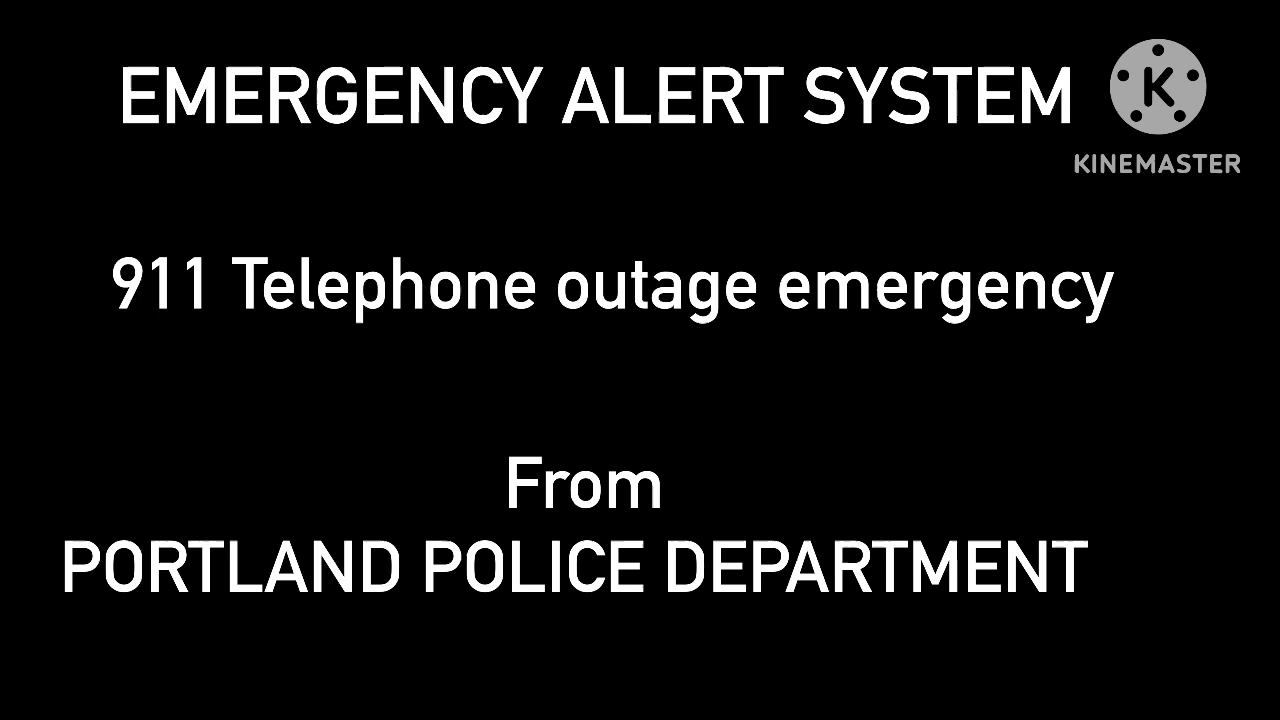 EMERGENCY ALERT SYSTEM
K
KINEMASTER
911 Telephone outage emergency
From
PORTLAND POLICE DEPARTMENT